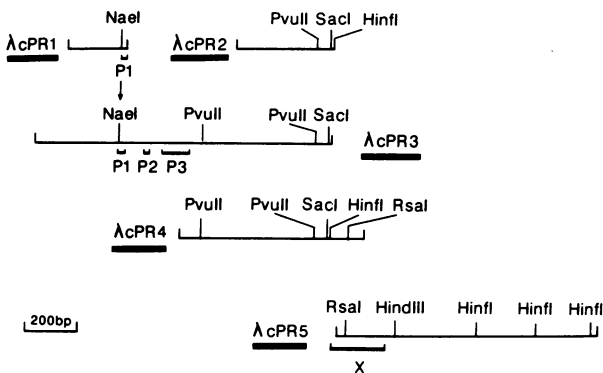 NaeI
PvuII SacI HinfI
λcPR1
λcPR2
P1
NaeI
PvuII
PvuII SacI
P1 P2 P3
λcPR3
PvuII
PvuII SacI HinfI RsaI
λcPR4
200bp
RsaI HindIII HinfI HinfI HinfI
λcPR5
X